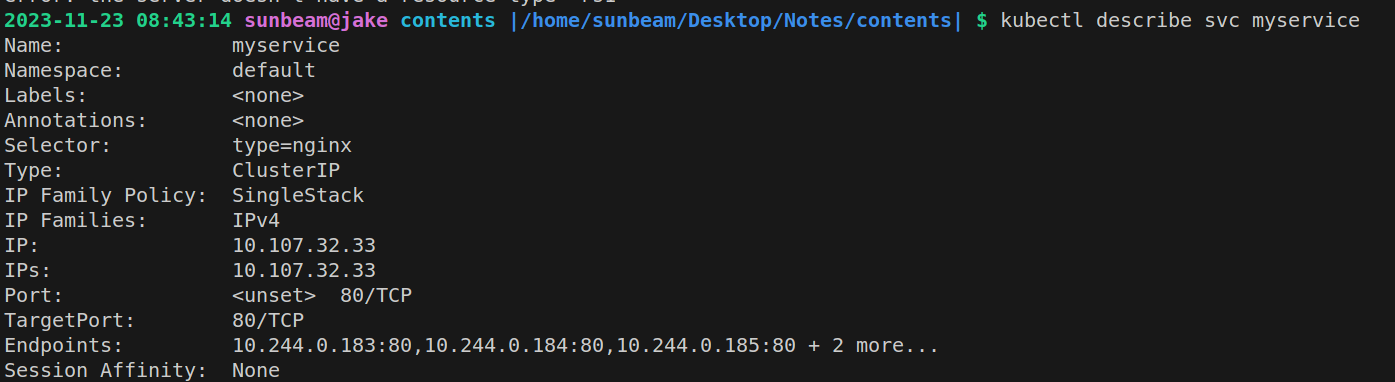 2023-11-23 08:43:14 sunbeam@jake contents |/home/sunbeam/Desktop/Notes/contents| $ kubectl describe svc myservice
Name: myservice
Namespace: default
Labels: <none>
Annotations: <none>
Selector: type=nginx
Type: ClusterIP
IP Family Policy: SingleStack
IP Families: IPv4
IP: 10.107.32.33
IPs: 10.107.32.33
Port: <unset> 80/TCP
TargetPort: 80/TCP
Endpoints: 10.244.0.183:80,10.244.0.184:80,10.244.0.185:80 + 2 more...
Session Affinity: None